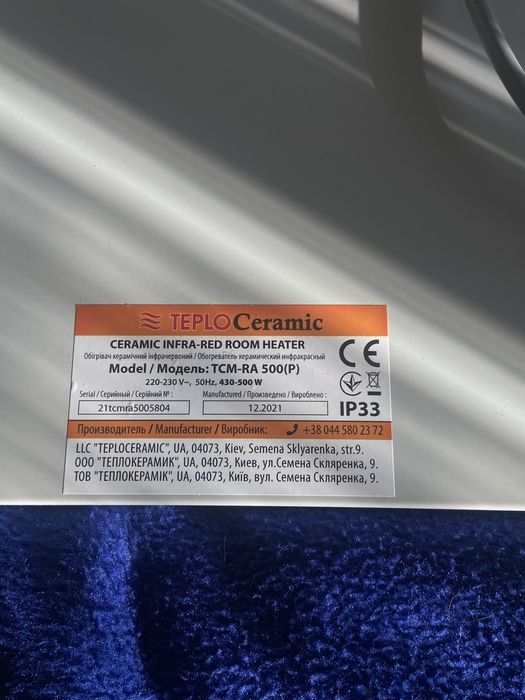 TEPLOCeramic
CERAMIC INFRA-RED ROOM HEATER
Обігрівач керамічний інфрачервоний / Обогреватель керамический инфракрасный
Model / Модель: TCM-RA 500(P)
220-230 V~, 50Hz, 430-500 W
Serial / Серийный / Серійний №: Manufactured / Произведено / Вироблено:
21tcmra5005804 12.2021
CE
IP33
Производитель / Manufacturer / Виробник: +38 044 580 23 72
LLC "TEPLOCERAMIC", UA, 04073, Kiev, Semena Sklyarenka, str.9.
ООО "ТЕПЛОКЕРАМИК", UA, 04073, Киев, ул.Семена Скляренка, 9.
ТОВ "ТЕПЛОКЕРАМІК", UA, 04073, Київ, вул. Семена Скляренка, 9.